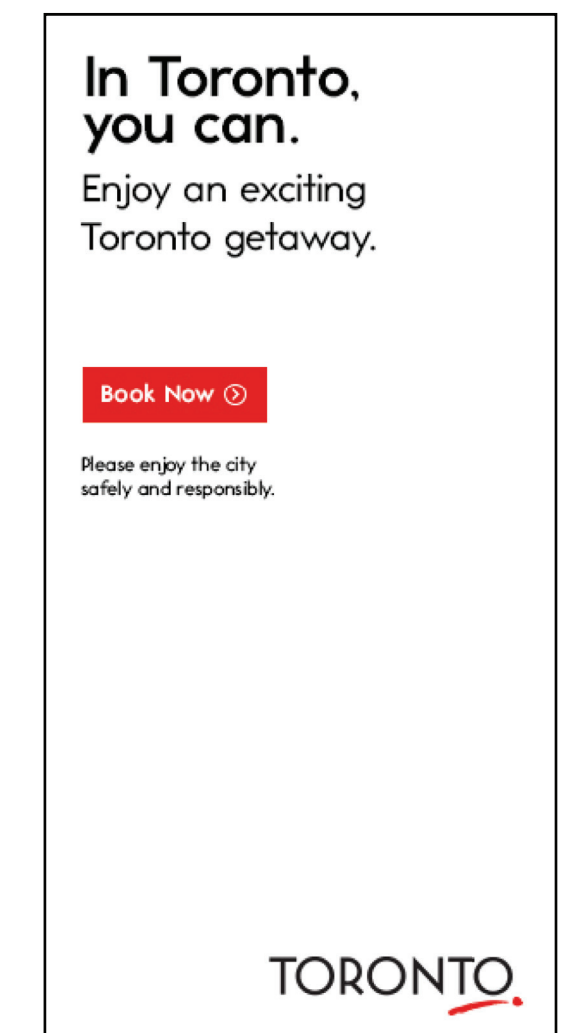 In Toronto,
you can.
Enjoy an exciting
Toronto getaway.
Book Now
Please enjoy the city
safely and responsibly.
TORONTO